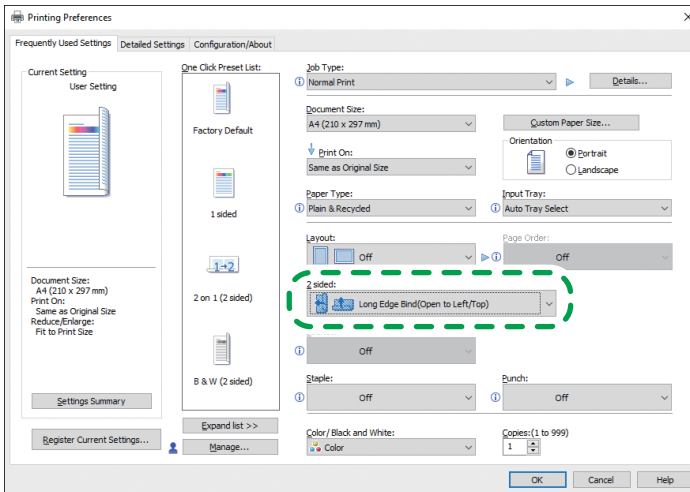 Printing Preferences
Frequently Used Settings Detailed Settings Configuration/About
Current Setting
User Setting
Document Size:
A4 (210 x 297 mm)
Print On:
Same as Original Size
Reduce/Enlarge:
Fit to Print Size
Settings Summary
Register Current Settings...
One Click Preset List:
Factory Default
1 sided
1→2
2 on 1 (2 sided)
B & W (2 sided)
Expand list >>
Manage...
Job Type:
Normal Print
Details...
Document Size:
A4 (210 x 297 mm)
Custom Paper Size...
Print On:
Same as Original Size
Orientation
Portrait
Landscape
Paper Type:
Plain & Recycled
Input Tray:
Auto Tray Select
Layout:
Off
Page Order:
Off
2 sided:
Long Edge Bind(Open to Left/Top)
Off
Staple:
Off
Punch:
Off
Color/ Black and White:
Color
Copies:(1 to 999)
1
OK Cancel Help